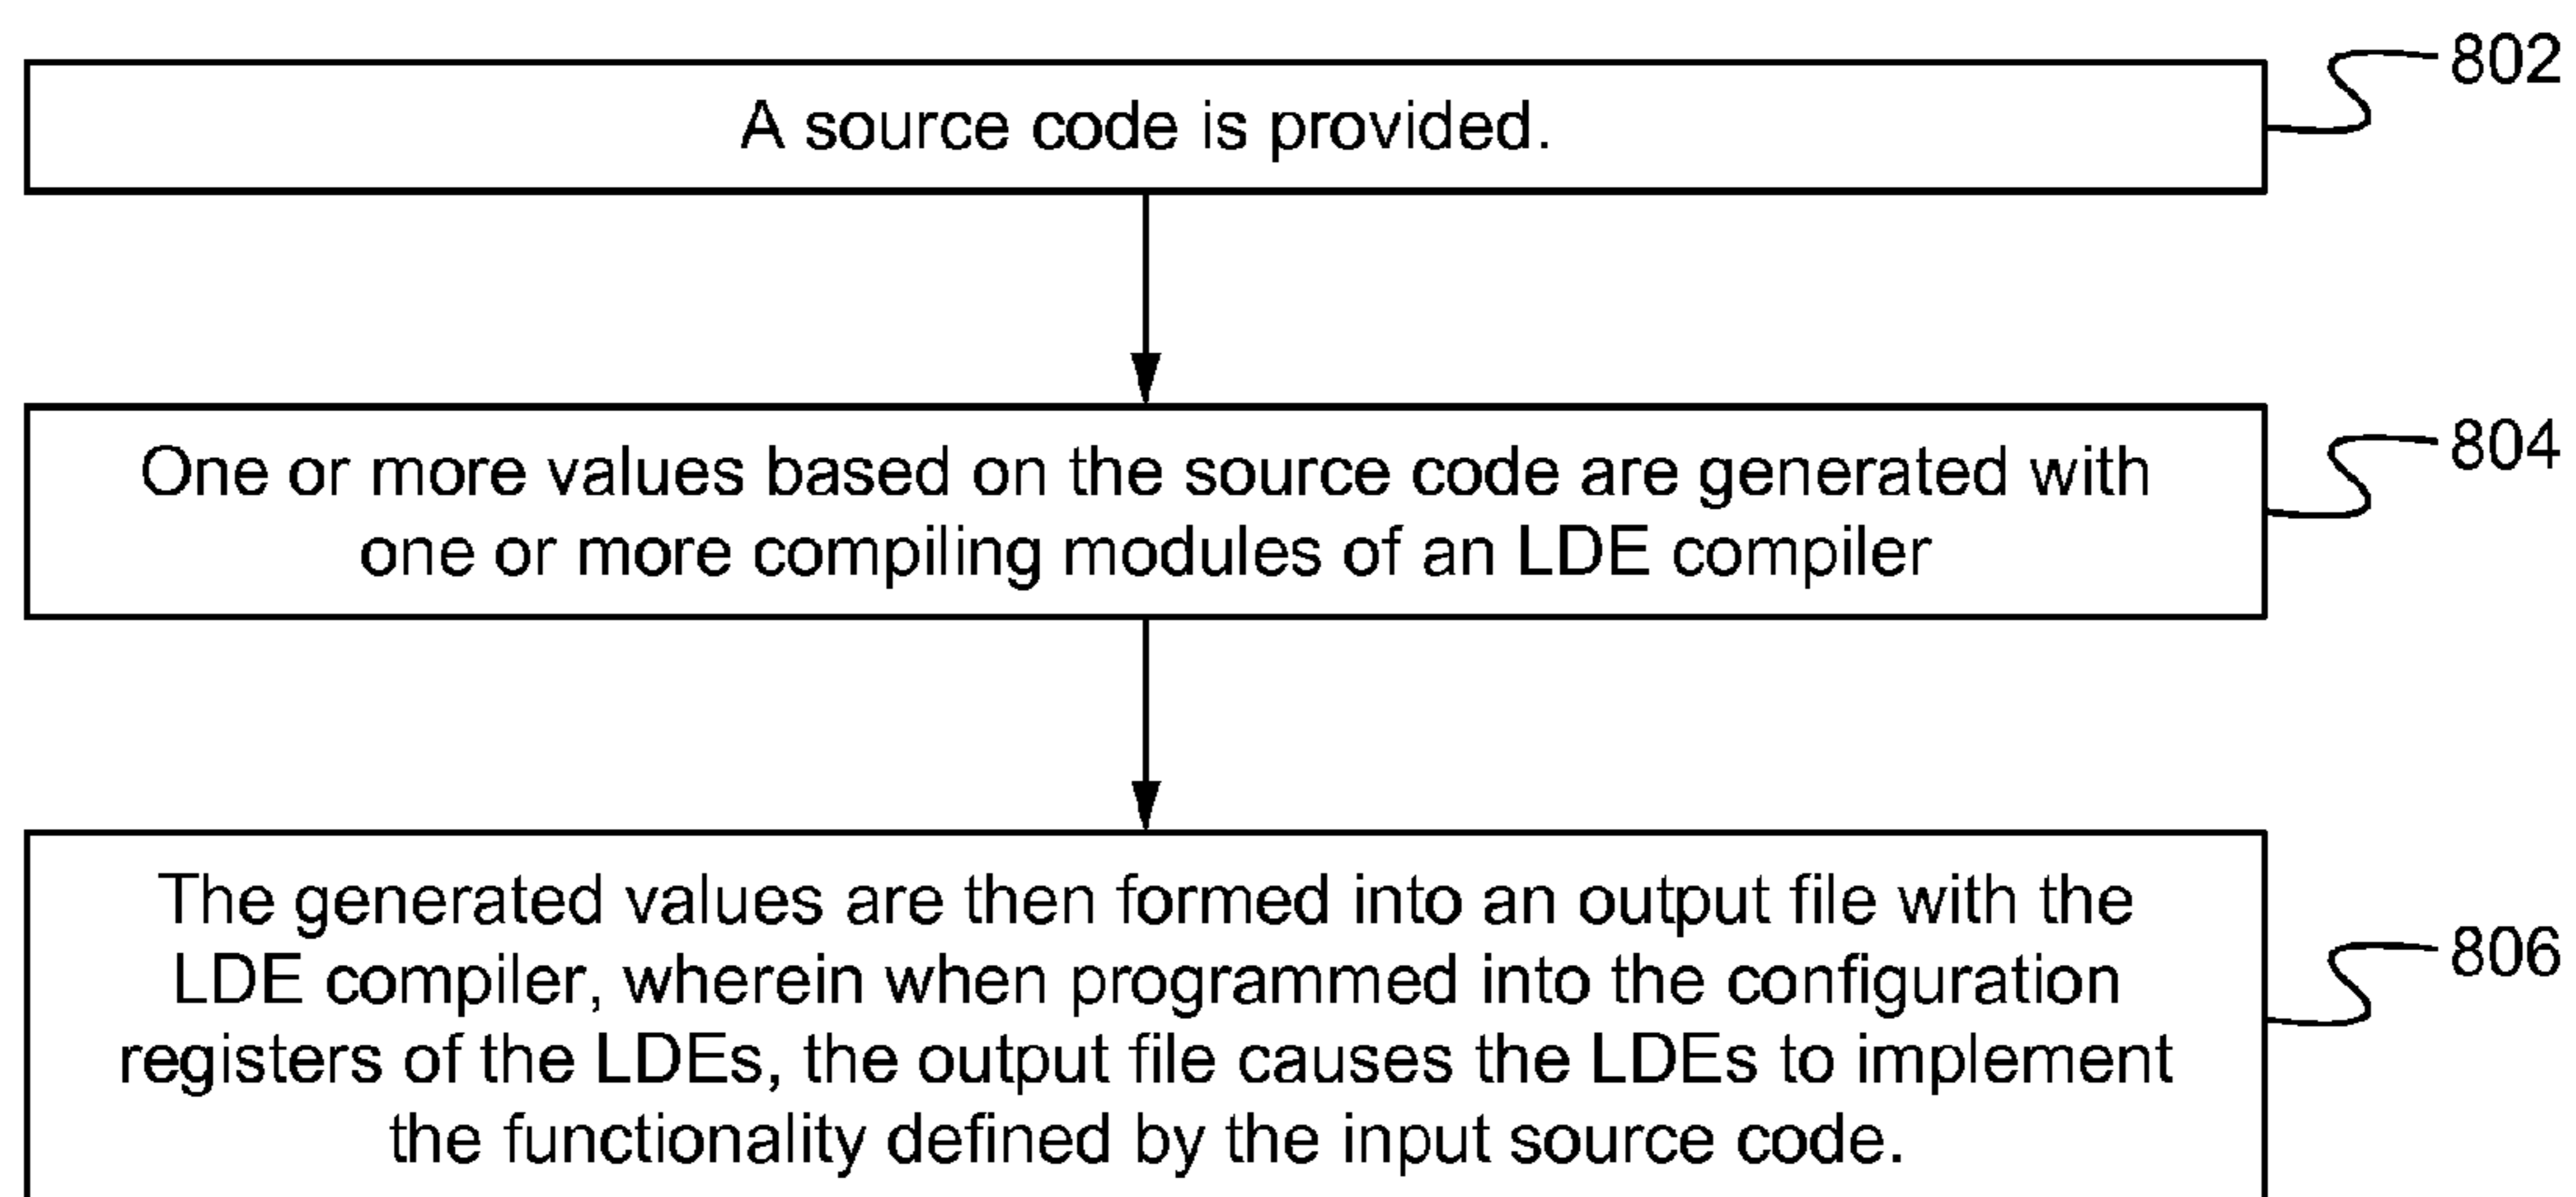 A source code is provided.
802
One or more values based on the source code are generated with
one or more compiling modules of an LDE compiler
804
The generated values are then formed into an output file with the
LDE compiler, wherein when programmed into the configuration
registers of the LDEs, the output file causes the LDEs to implement
the functionality defined by the input source code.
806